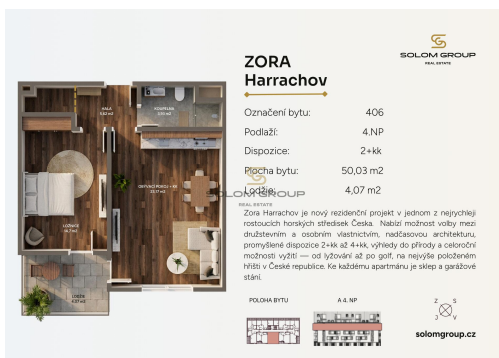 SOLOM GROUP
REAL ESTATE
ZORA
Harrachov
Označení bytu: 406
Podlaží: 4.NP
Dispozice: 2+kk
Plocha bytu: 50,03 m2
Lodžie: 4,07 m2
SOLOM GROUP
REAL ESTATE
HALA
KOUPELNA
OBÝVACÍ POKOJ + KK
LOŽNICE
LODŽIE
4,07 m2
Zora Harrachov je nový rezidenční projekt v jednom z nejrychleji
rostoucích horských středisek Česka. Nabízí možnost volby mezi
družstevním a osobním vlastnictvím, nadčasovou architekturu,
promyšlené dispozice 2+kk až 4+kk, výhledy do přírody a celoroční
možnosti vyžití — od lyžování až po golf, na nejvýše položeném
hřišti v České republice. Ke každému apartmánu je sklep a garážové
stání.
POLOHA BYTU
A 4. NP
Z S
J V
solomgroup.cz